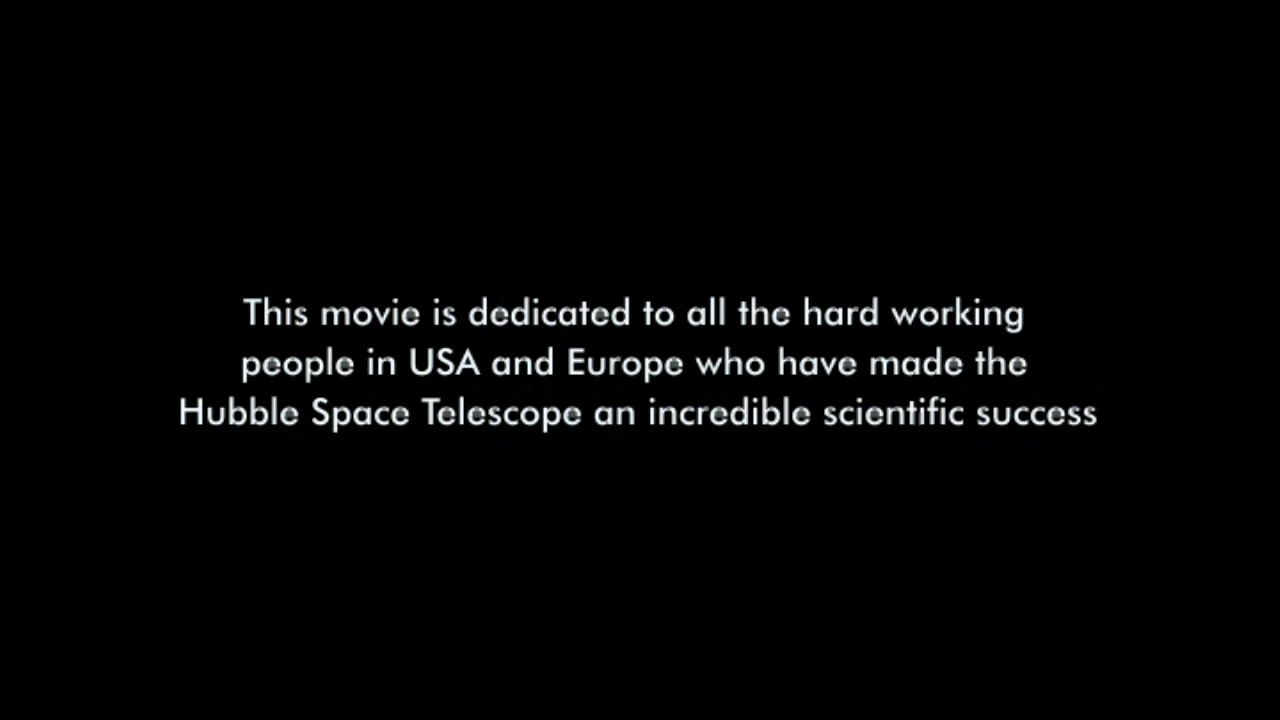 This movie is dedicated to all the hard working
people in USA and Europe who have made the
Hubble Space Telescope an incredible scientific success